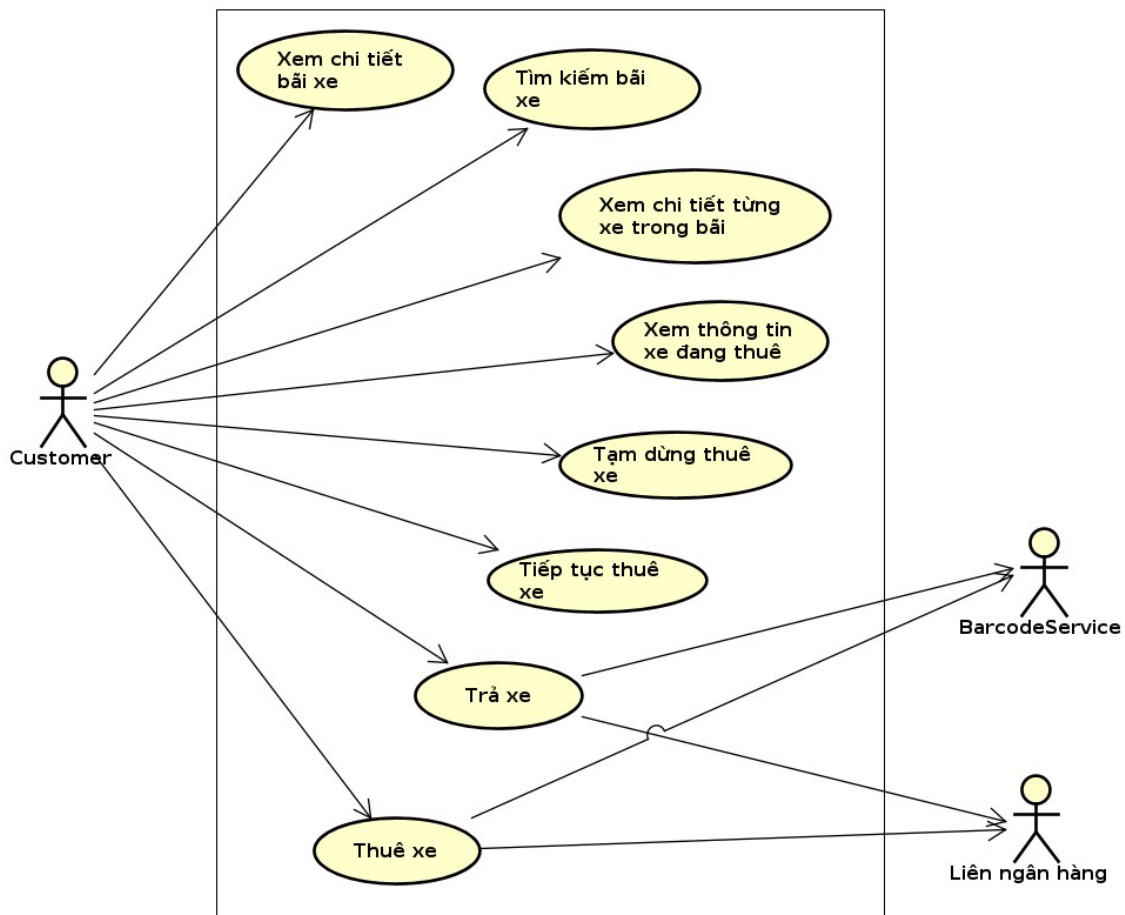 Xem chi tiết
bãi xe
Tìm kiếm bãi
xe
Xem chi tiết từng
xe trong bãi
Xem thông tin
xe đang thuê
Customer
Tạm dừng thuê
xe
Tiếp tục thuê
xe
BarcodeService
Trả xe
Thuê xe
Liên ngân hàng